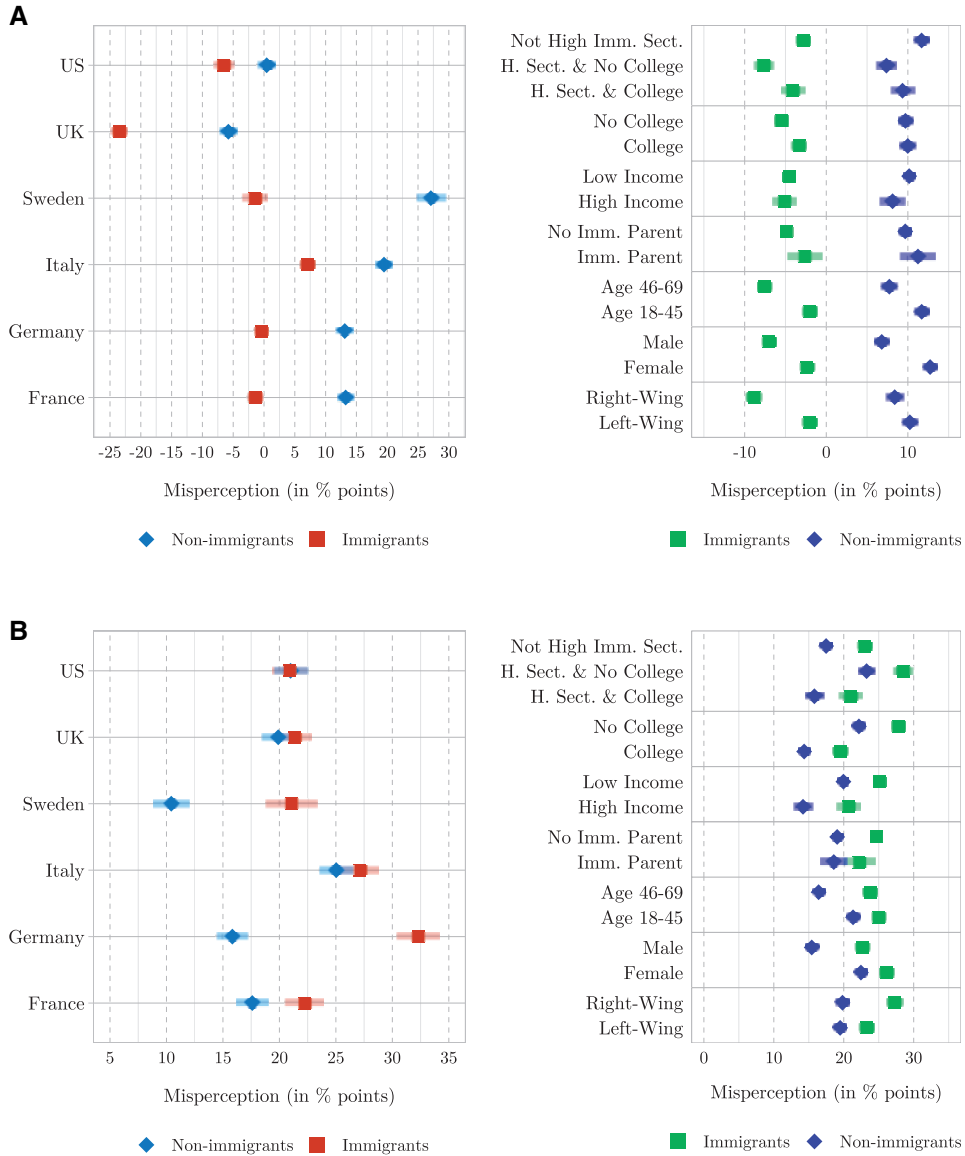 A
US
UK
Sweden
Italy
Germany
France
-25 -20 -15 -10 -5 0 5 10 15 20 25 30
Misperception (in % points)
Non-immigrants Immigrants
Not High Imm. Sect.
H. Sect. & No College
H. Sect. & College
No College
College
Low Income
High Income
No Imm. Parent
Imm. Parent
Age 46-69
Age 18-45
Male
Female
Right-Wing
Left-Wing
-10 0 10
Misperception (in % points)
Immigrants Non-immigrants
B
US
UK
Sweden
Italy
Germany
France
5 10 15 20 25 30 35
Misperception (in % points)
Non-immigrants Immigrants
Not High Imm. Sect.
H. Sect. & No College
H. Sect. & College
No College
College
Low Income
High Income
No Imm. Parent
Imm. Parent
Age 46-69
Age 18-45
Male
Female
Right-Wing
Left-Wing
0 10 20 30
Misperception (in % points)
Immigrants Non-immigrants